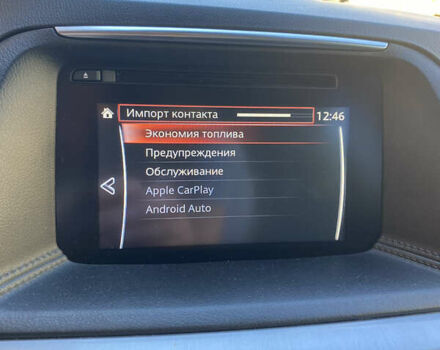 Импорт контакта 12:46
Экономия топлива
Предупреждения
Обслуживание
Apple CarPlay
Android Auto